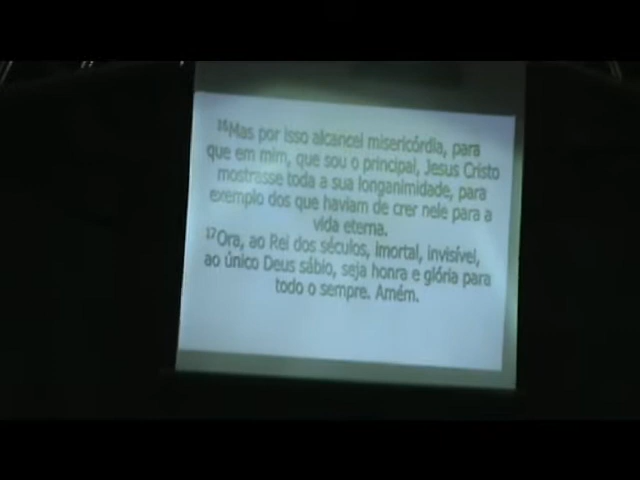 ¹⁶Mas por isso alcancei misericórdia, para
que em mim, que sou o principal, Jesus Cristo
mostrasse toda a sua longanimidade, para
exemplo dos que haviam de crer nele para a
vida eterna.
¹⁷Ora, ao Rei dos séculos, imortal, invisível,
ao único Deus sábio, seja honra e glória para
todo o sempre. Amém.